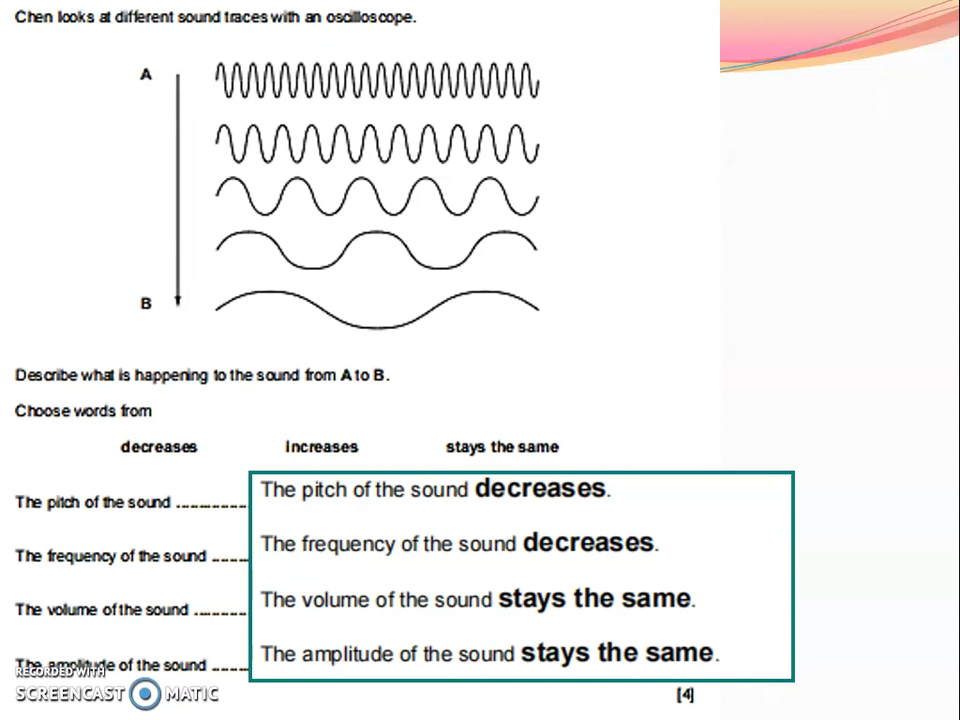 Chen looks at different sound traces with an oscilloscope.
A
B
Describe what is happening to the sound from A to B.
Choose words from
decreases increases stays the same
The pitch of the sound ............
The pitch of the sound decreases.
The frequency of the sound ......
The frequency of the sound decreases.
The volume of the sound .........
The volume of the sound stays the same.
The amplitude of the sound ......
The amplitude of the sound stays the same.
RECORDED WITH
SCREENCAST MATIC
[4]